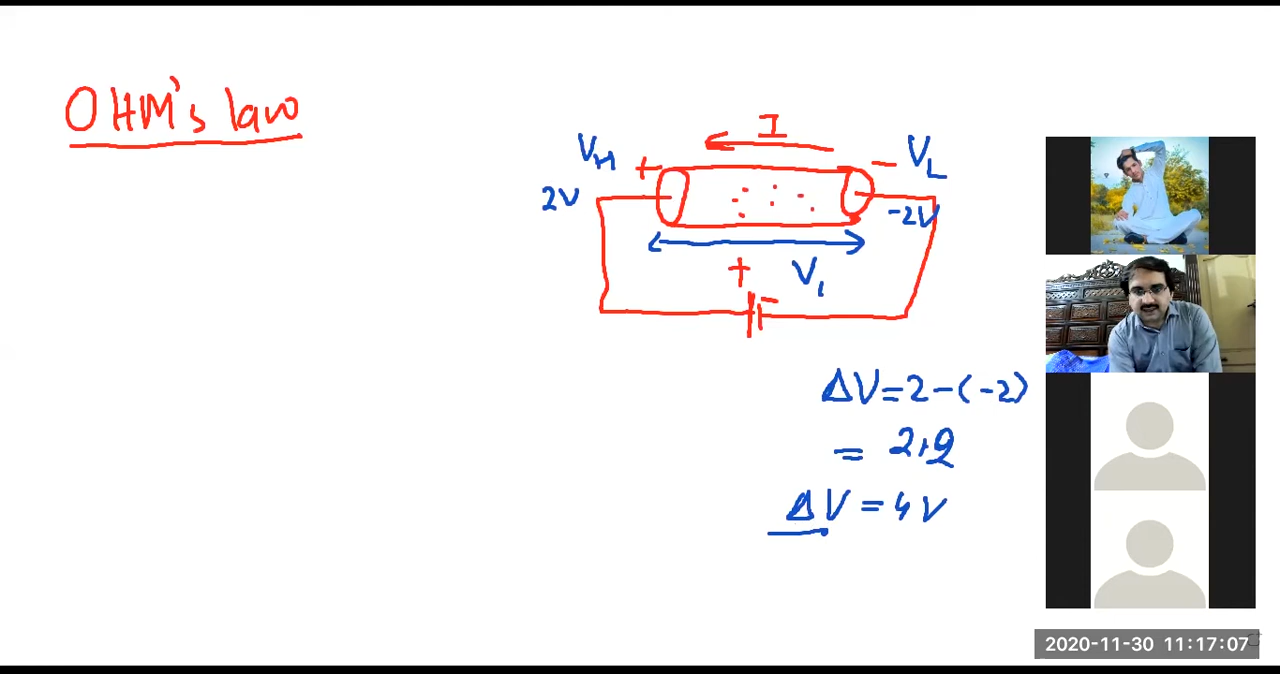 OHM's law
I
VH + − VL
2V -2V
+ V1
−
ΔV = 2 - (-2)
= 2+2
ΔV = 4V
2020-11-30 11:17:07